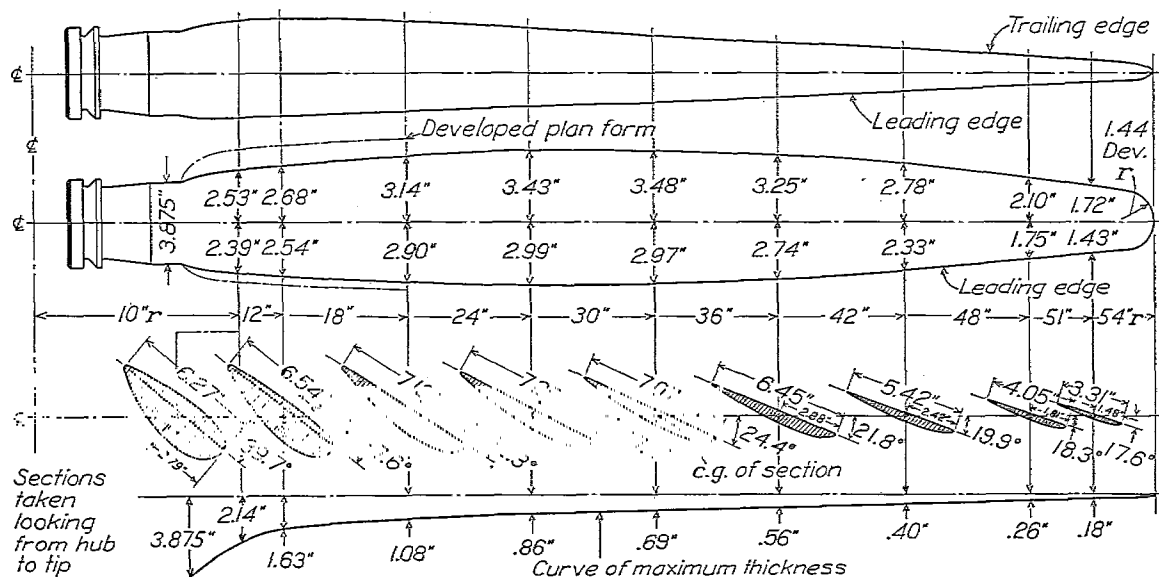 Trailing edge
℄
Leading edge
1.44
Dev.
r
Developed plan form
℄
3.875"
2.53" 2.68" 3.14" 3.43" 3.48" 3.25" 2.78" 2.10" 1.72"
℄
2.39" 2.54" 2.90" 2.99" 2.97" 2.74" 2.33" 1.75" 1.43"
Leading edge
10"r 12" 18" 24" 30" 36" 42" 48" 51" 54"r
6.27 6.54 6.45" 5.42" 4.05" 3.31"
2.88" 2.42" 1.81" 1.48"
24.4° 21.8° 19.9° 18.3° 17.6°
c.g. of section
Sections
taken
looking
from hub
to tip
3.875" 2.14" 1.63" 1.08" .86" .69" .56" .40" .26" .18"
Curve of maximum thickness